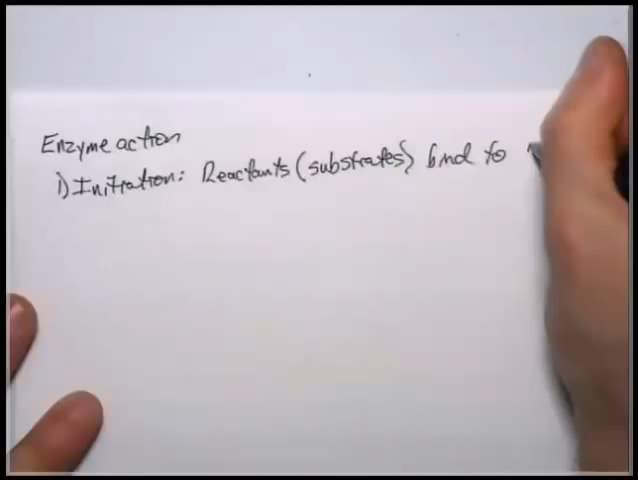 Enzyme action
1) Initiation: Reactants (substrates) bind to